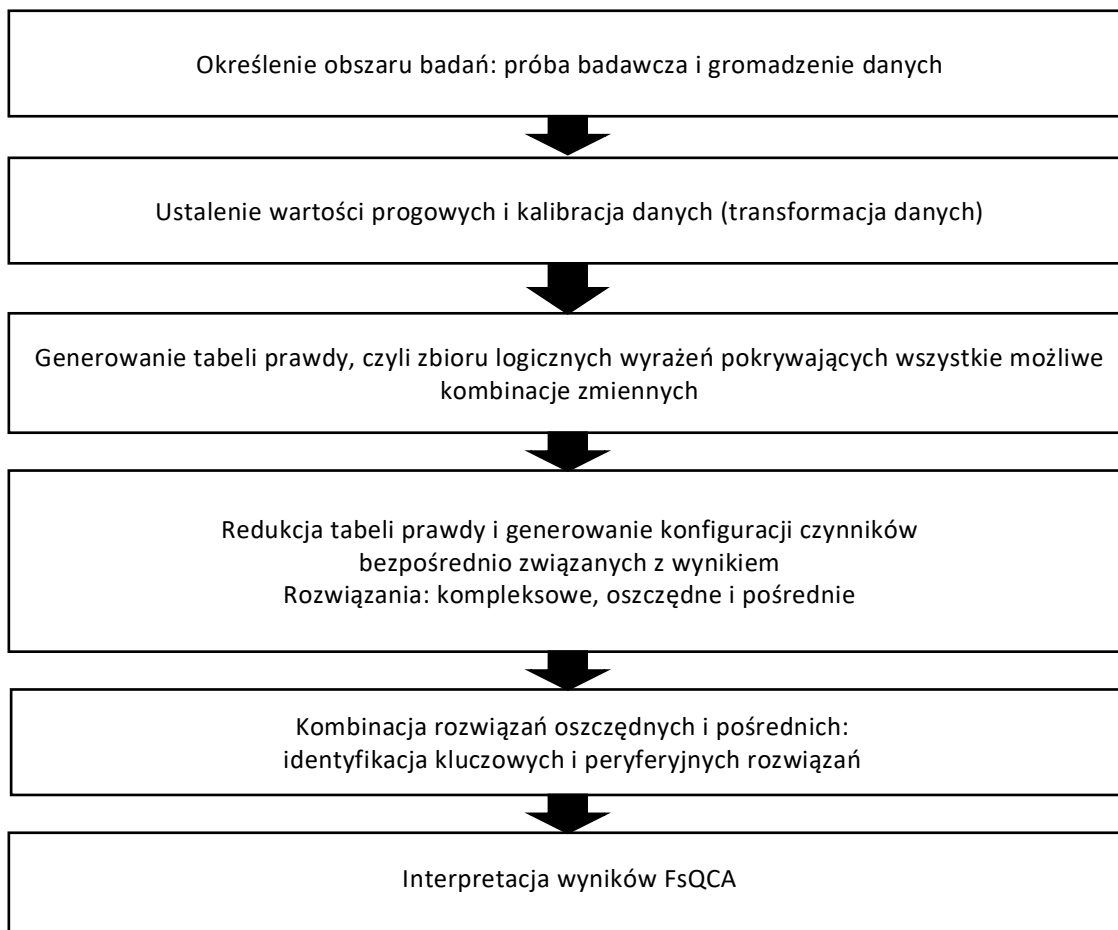 Określenie obszaru badań: próba badawcza i gromadzenie danych
Ustalenie wartości progowych i kalibracja danych (transformacja danych)
Generowanie tabeli prawdy, czyli zbioru logicznych wyrażeń pokrywających wszystkie możliwe
kombinacje zmiennych
Redukcja tabeli prawdy i generowanie konfiguracji czynników
bezpośrednio związanych z wynikiem
Rozwiązania: kompleksowe, oszczędne i pośrednie
Kombinacja rozwiązań oszczędnych i pośrednich:
identyfikacja kluczowych i peryferyjnych rozwiązań
Interpretacja wyników FsQCA